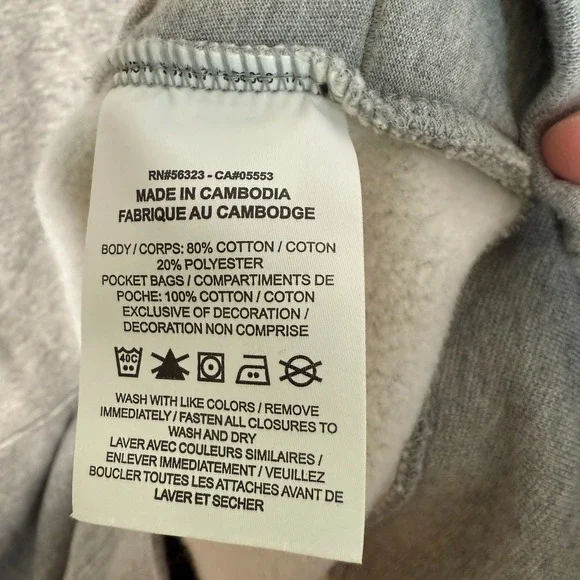 RN#56323 - CA#05553
MADE IN CAMBODIA
FABRIQUE AU CAMBODGE
BODY / CORPS: 80% COTTON / COTON
20% POLYESTER
POCKET BAGS / COMPARTIMENTS DE
POCHE: 100% COTTON / COTON
EXCLUSIVE OF DECORATION /
DECORATION NON COMPRISE
40C
WASH WITH LIKE COLORS / REMOVE
IMMEDIATELY / FASTEN ALL CLOSURES TO
WASH AND DRY
LAVER AVEC COULEURS SIMILAIRES /
ENLEVER IMMEDIATEMENT / VEUILLEZ
BOUCLER TOUTES LES ATTACHES AVANT DE
LAVER ET SECHER